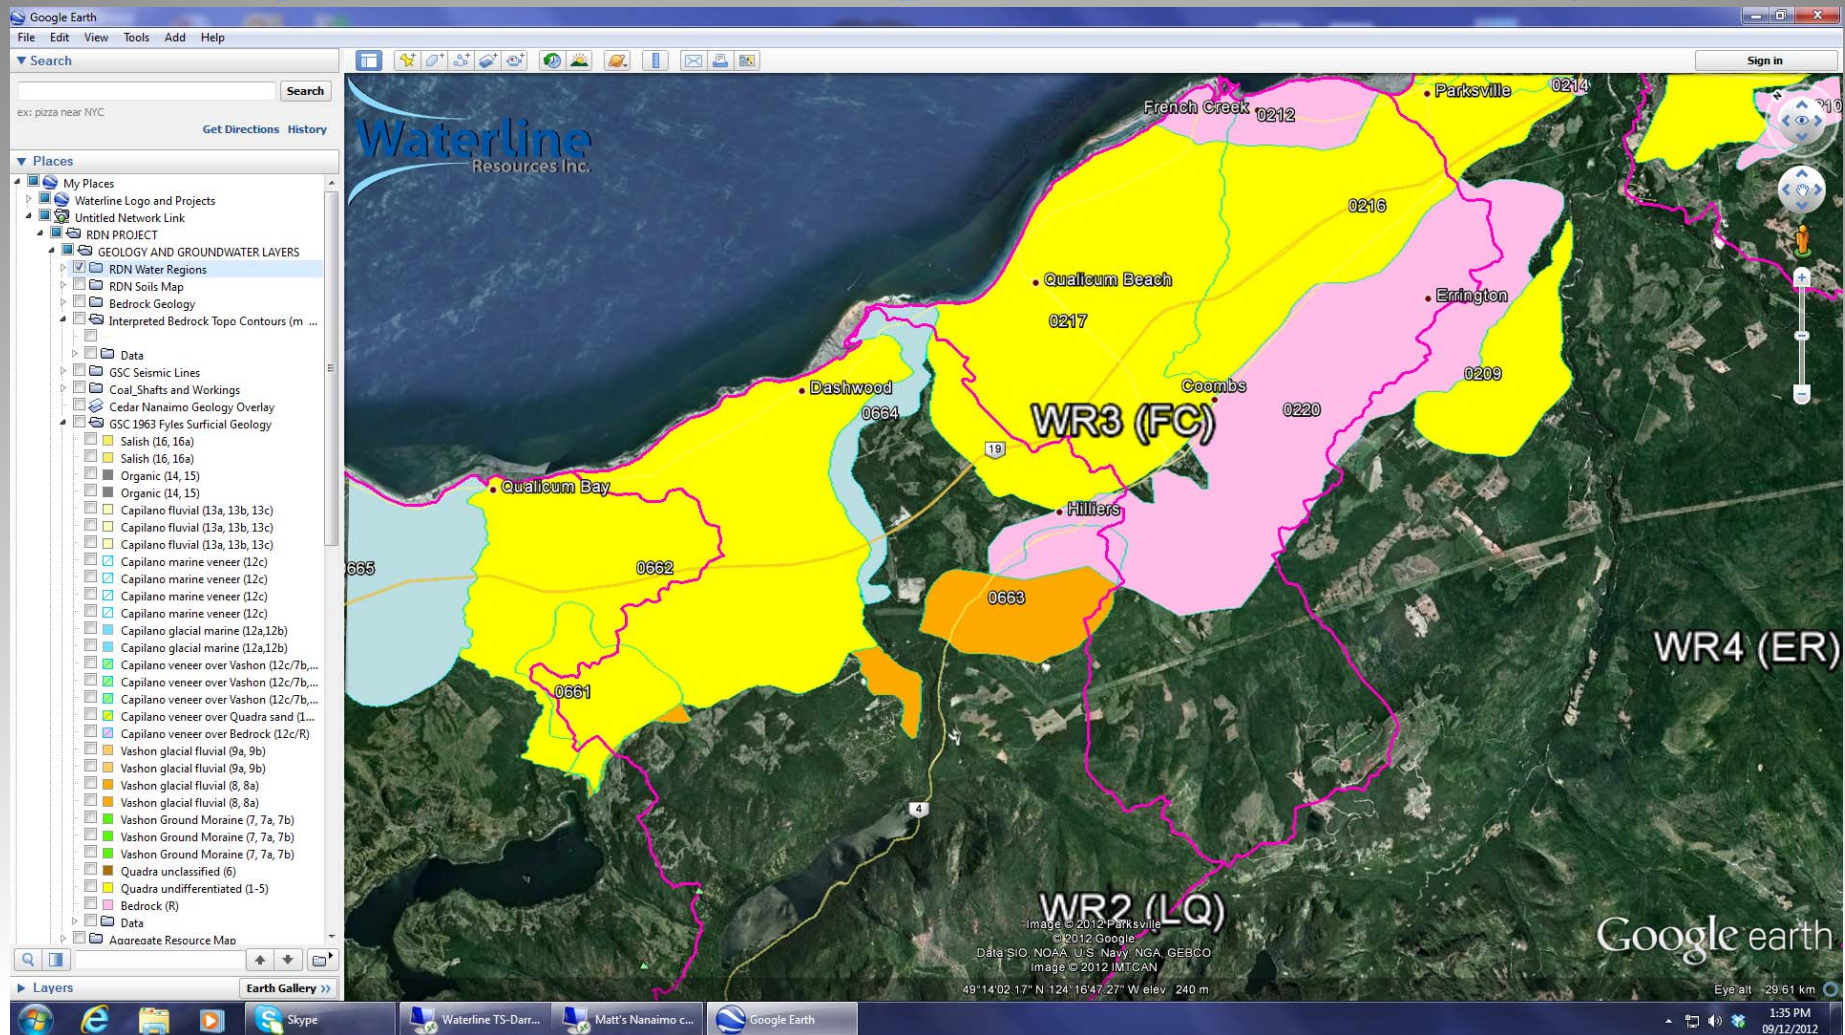 Google Earth
File Edit View Tools Add Help
Search
Sign in
Search
ex: pizza near NYC
Get Directions History
Places
My Places
Waterline Logo and Projects
Untitled Network Link
RDN PROJECT
GEOLOGY AND GROUNDWATER LAYERS
RDN Water Regions
RDN Soils Map
Bedrock Geology
Interpreted Bedrock Topo Contours (m ...
Data
GSC Seismic Lines
Coal_Shafts and Workings
Cedar Nanaimo Geology Overlay
GSC 1963 Fyles Surficial Geology
Salish (16, 16a)
Salish (16, 16a)
Organic (14, 15)
Organic (14, 15)
Capilano fluvial (13a, 13b, 13c)
Capilano fluvial (13a, 13b, 13c)
Capilano fluvial (13a, 13b, 13c)
Capilano marine veneer (12c)
Capilano marine veneer (12c)
Capilano marine veneer (12c)
Capilano marine veneer (12c)
Capilano glacial marine (12a,12b)
Capilano glacial marine (12a,12b)
Capilano veneer over Vashon (12c/7b,...
Capilano veneer over Vashon (12c/7b,...
Capilano veneer over Vashon (12c/7b,...
Capilano veneer over Quadra sand (1...
Capilano veneer over Bedrock (12c/R)
Vashon glacial fluvial (9a, 9b)
Vashon glacial fluvial (9a, 9b)
Vashon glacial fluvial (8, 8a)
Vashon glacial fluvial (8, 8a)
Vashon Ground Moraine (7, 7a, 7b)
Vashon Ground Moraine (7, 7a, 7b)
Vashon Ground Moraine (7, 7a, 7b)
Quadra unclassified (6)
Quadra undifferentiated (1-5)
Bedrock (R)
Data
Aggregate Resource Map
Layers
Earth Gallery >>
Waterline
Resources Inc.
French Creek
0212
Parksville
0214
N
0216
Qualicum Beach
0217
Errington
Dashwood
0664
Coombs
0209
WR3 (FC)
0220
19
Qualicum Bay
Hilliers
0662
0663
0661
WR4 (ER)
4
WR2 (LQ)
Image © 2012 Parksville
© 2012 Google
Data SIO, NOAA, U.S. Navy, NGA, GEBCO
Image © 2012 IMTCAN
Google earth
49°14'02.17" N 124°16'47.27" W elev 240 m
Eye alt 29.61 km
Skype
Waterline TS-Darr...
Matt's Nanaimo c...
Google Earth
1:35 PM
09/12/2012